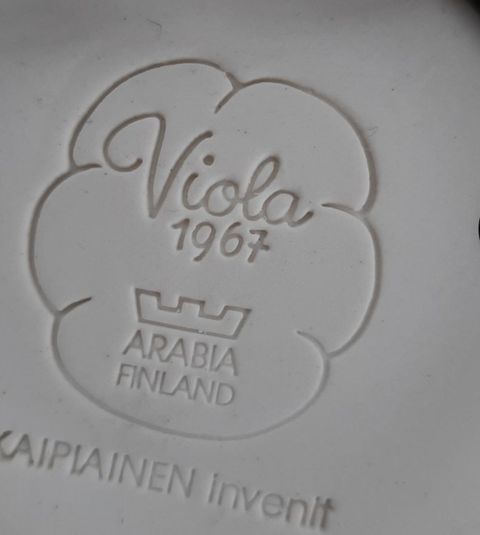 Viola
1967
ARABIA
FINLAND
KAIPIAINEN invenit